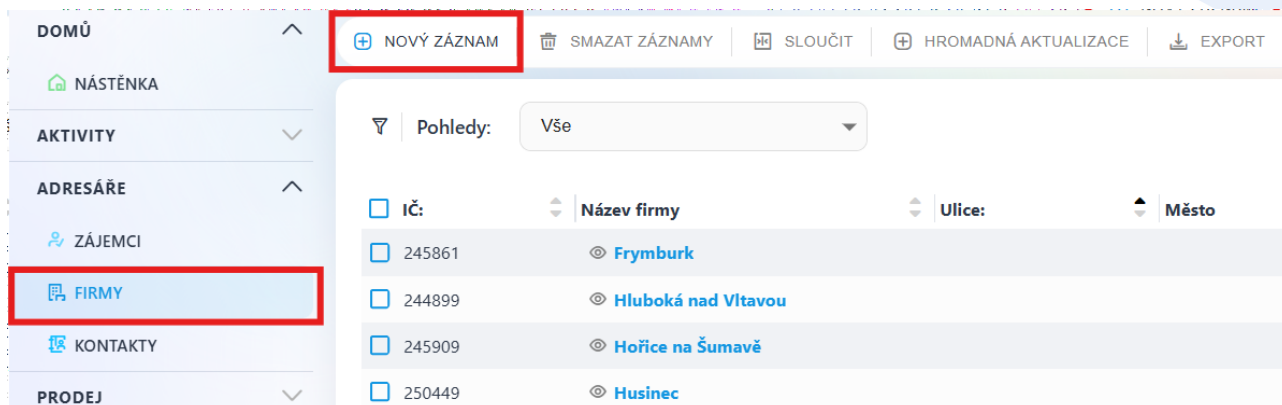 DOMŮ
NÁSTĚNKA
AKTIVITY
ADRESÁŘE
ZÁJEMCI
FIRMY
KONTAKTY
PRODEJ
NOVÝ ZÁZNAM SMAZAT ZÁZNAMY SLOUČIT HROMADNÁ AKTUALIZACE EXPORT
Pohledy: Vše
IČ: Název firmy Ulice: Město
245861 Frymburk
244899 Hluboká nad Vltavou
245909 Hořice na Šumavě
250449 Husinec